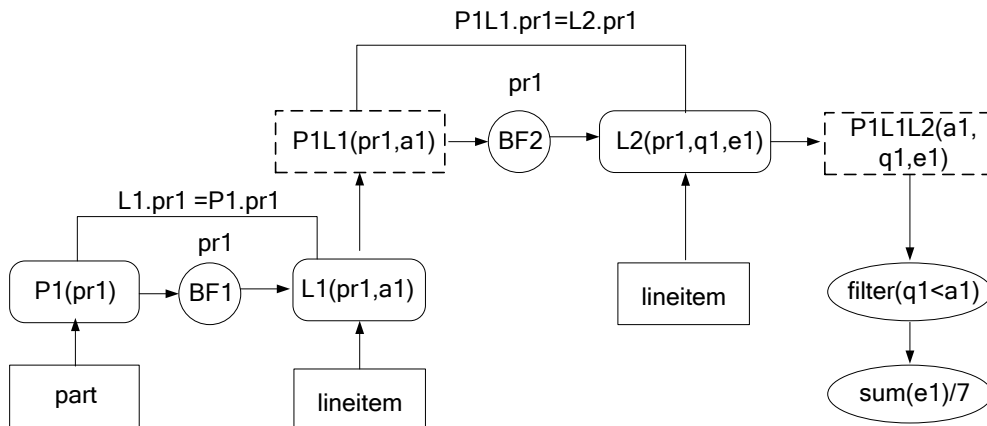 P1L1.pr1=L2.pr1
pr1
P1L1(pr1,a1)
BF2
L2(pr1,q1,e1)
P1L1L2(a1,
q1,e1)
L1.pr1 =P1.pr1
pr1
P1(pr1)
BF1
L1(pr1,a1)
lineitem
filter(q1<a1)
part
lineitem
sum(e1)/7